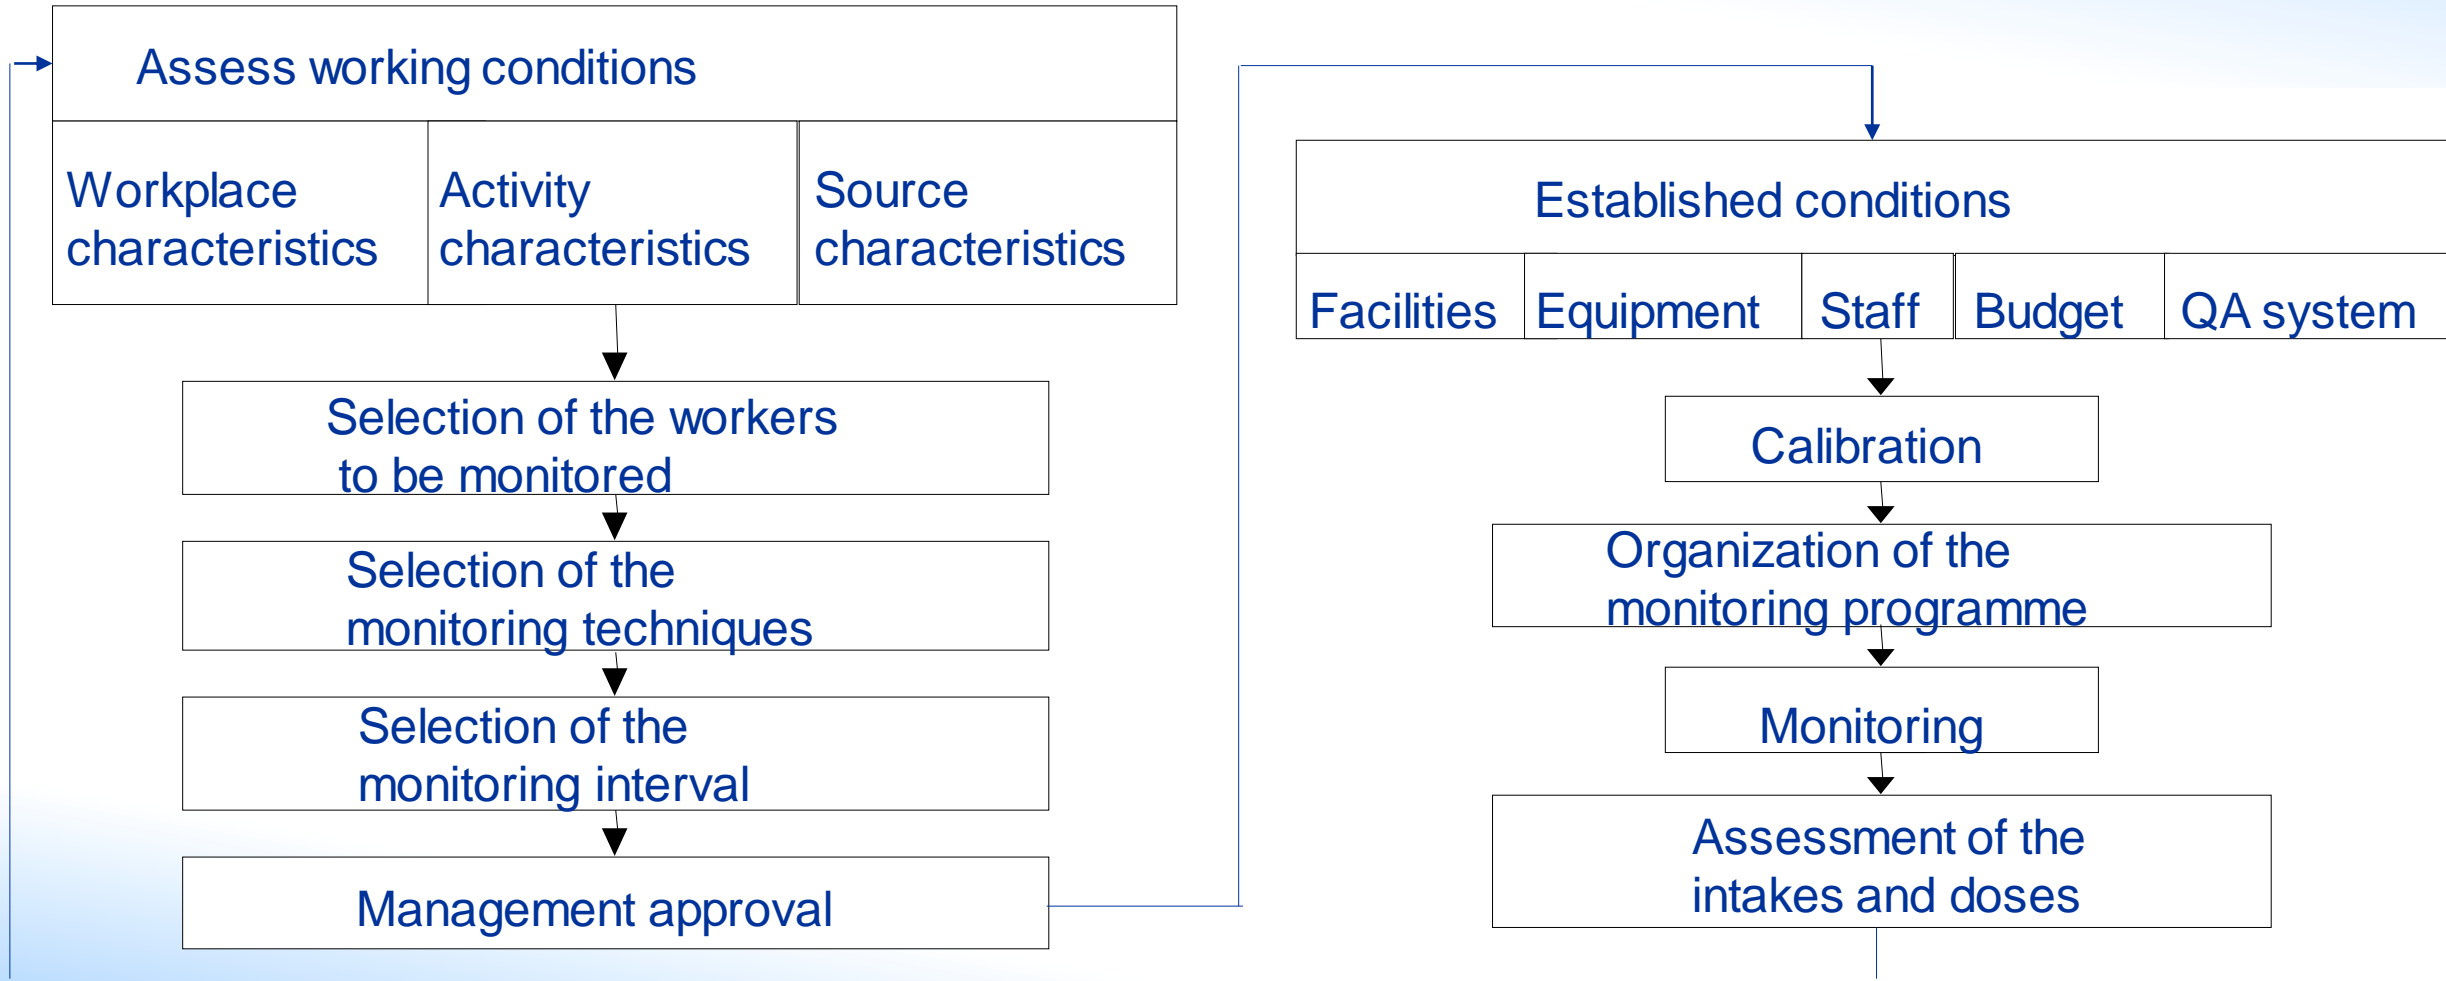 Assess working conditions
Workplace
characteristics
Activity
characteristics
Source
characteristics
Selection of the workers
to be monitored
Selection of the
monitoring techniques
Selection of the
monitoring interval
Management approval
Established conditions
Facilities
Equipment
Staff
Budget
QA system
Calibration
Organization of the
monitoring programme
Monitoring
Assessment of the
intakes and doses